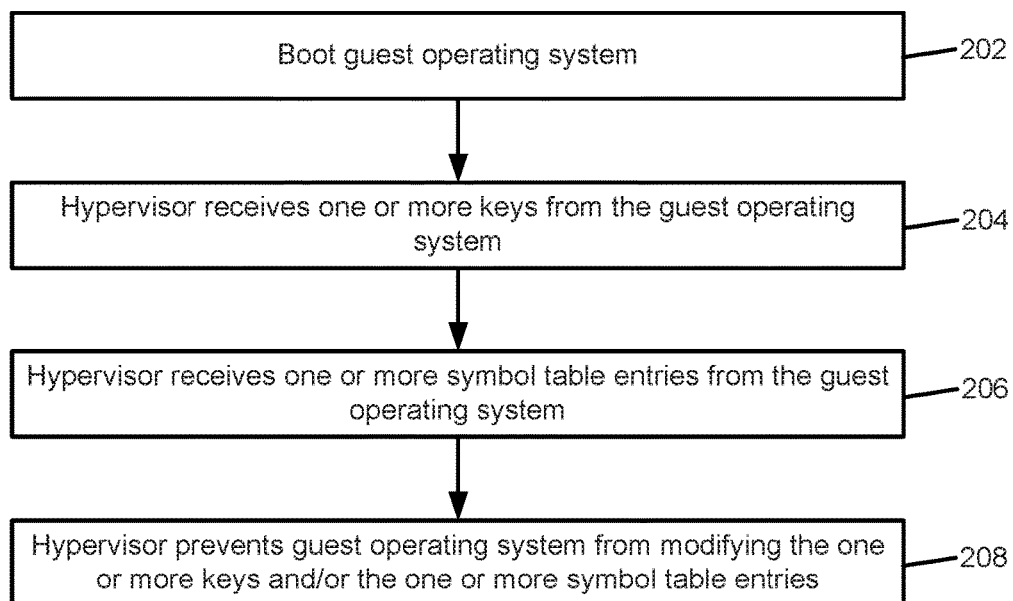 Boot guest operating system
202
Hypervisor receives one or more keys from the guest operating
system
204
Hypervisor receives one or more symbol table entries from the guest
operating system
206
Hypervisor prevents guest operating system from modifying the one
or more keys and/or the one or more symbol table entries
208